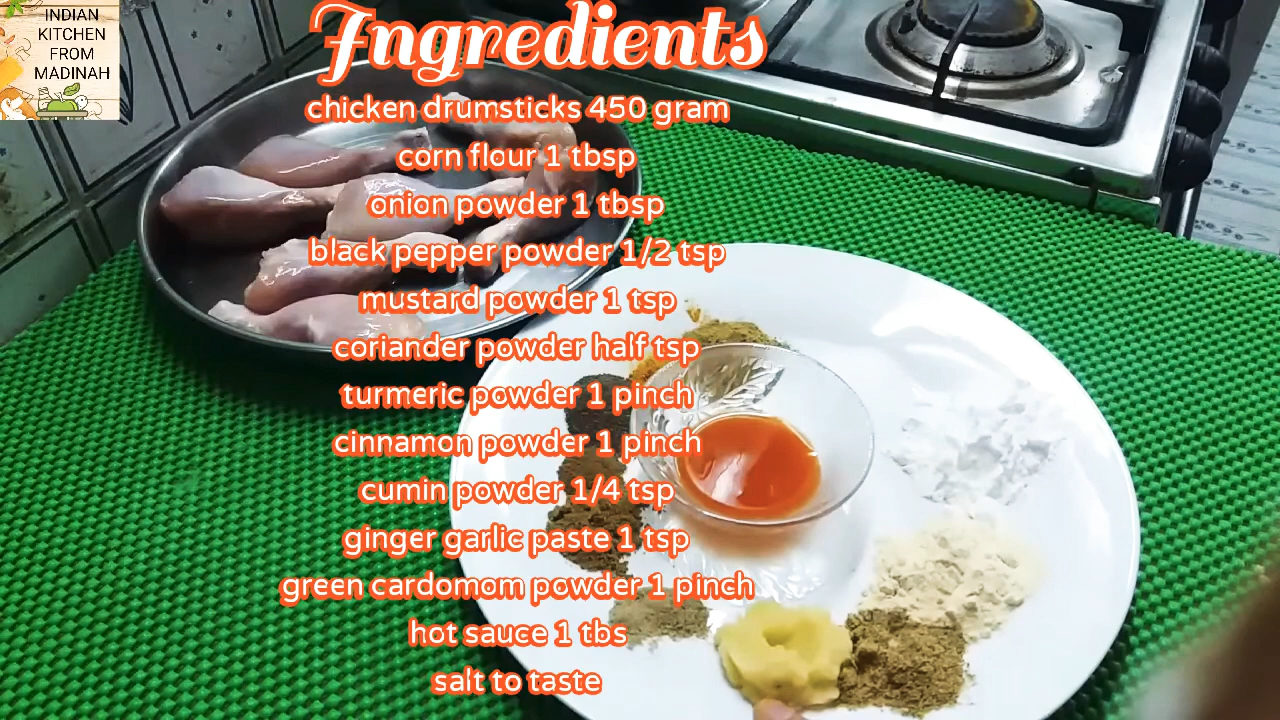 INDIAN
KITCHEN
FROM
MADINAH
Ingredients
chicken drumsticks 450 gram
corn flour 1 tbsp
onion powder 1 tbsp
black pepper powder 1/2 tsp
mustard powder 1 tsp
coriander powder half tsp
turmeric powder 1 pinch
cinnamon powder 1 pinch
cumin powder 1/4 tsp
ginger garlic paste 1 tsp
green cardomom powder 1 pinch
hot sauce 1 tbs
salt to taste